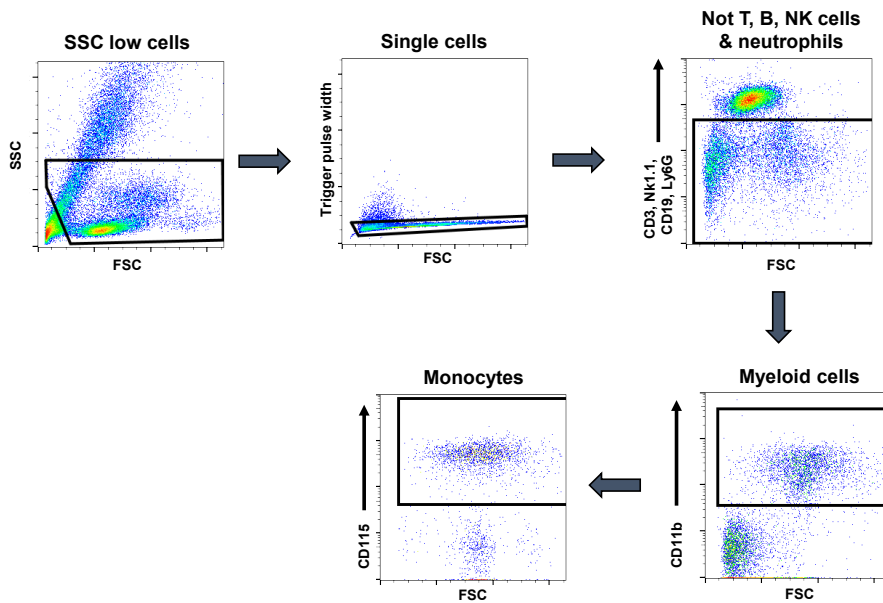 SSC low cells
Single cells
Not T, B, NK cells
& neutrophils
SSC
FSC
Trigger pulse width
FSC
CD3, Nk1.1,
CD19, Ly6G
FSC
Monocytes
Myeloid cells
CD115
FSC
CD11b
FSC